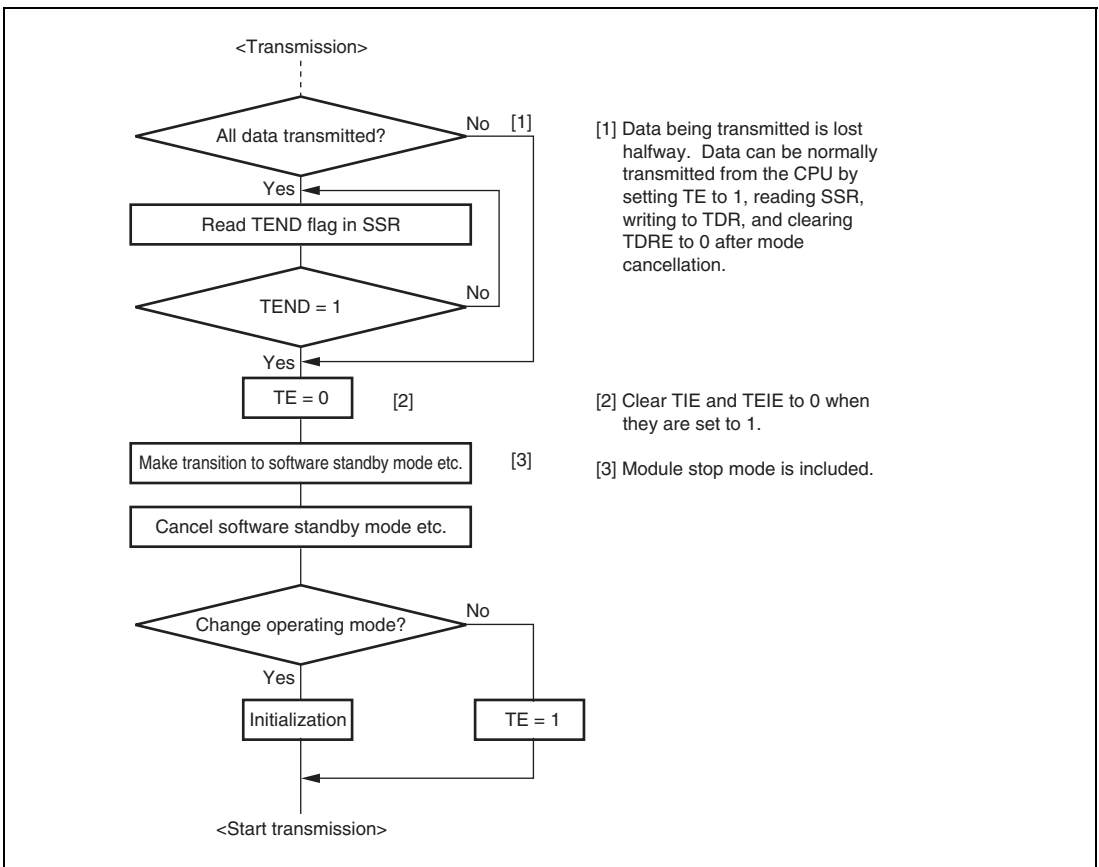 <Transmission>
All data transmitted?
No [1]
Yes
Read TEND flag in SSR
TEND = 1
No
Yes
TE = 0
[2]
Make transition to software standby mode etc.
[3]
Cancel software standby mode etc.
Change operating mode?
No
Yes
Initialization
TE = 1
<Start transmission>
[1] Data being transmitted is lost
halfway.  Data can be normally
transmitted from the CPU by
setting TE to 1, reading SSR,
writing to TDR, and clearing
TDRE to 0 after mode
cancellation.
[2] Clear TIE and TEIE to 0 when
they are set to 1.
[3] Module stop mode is included.